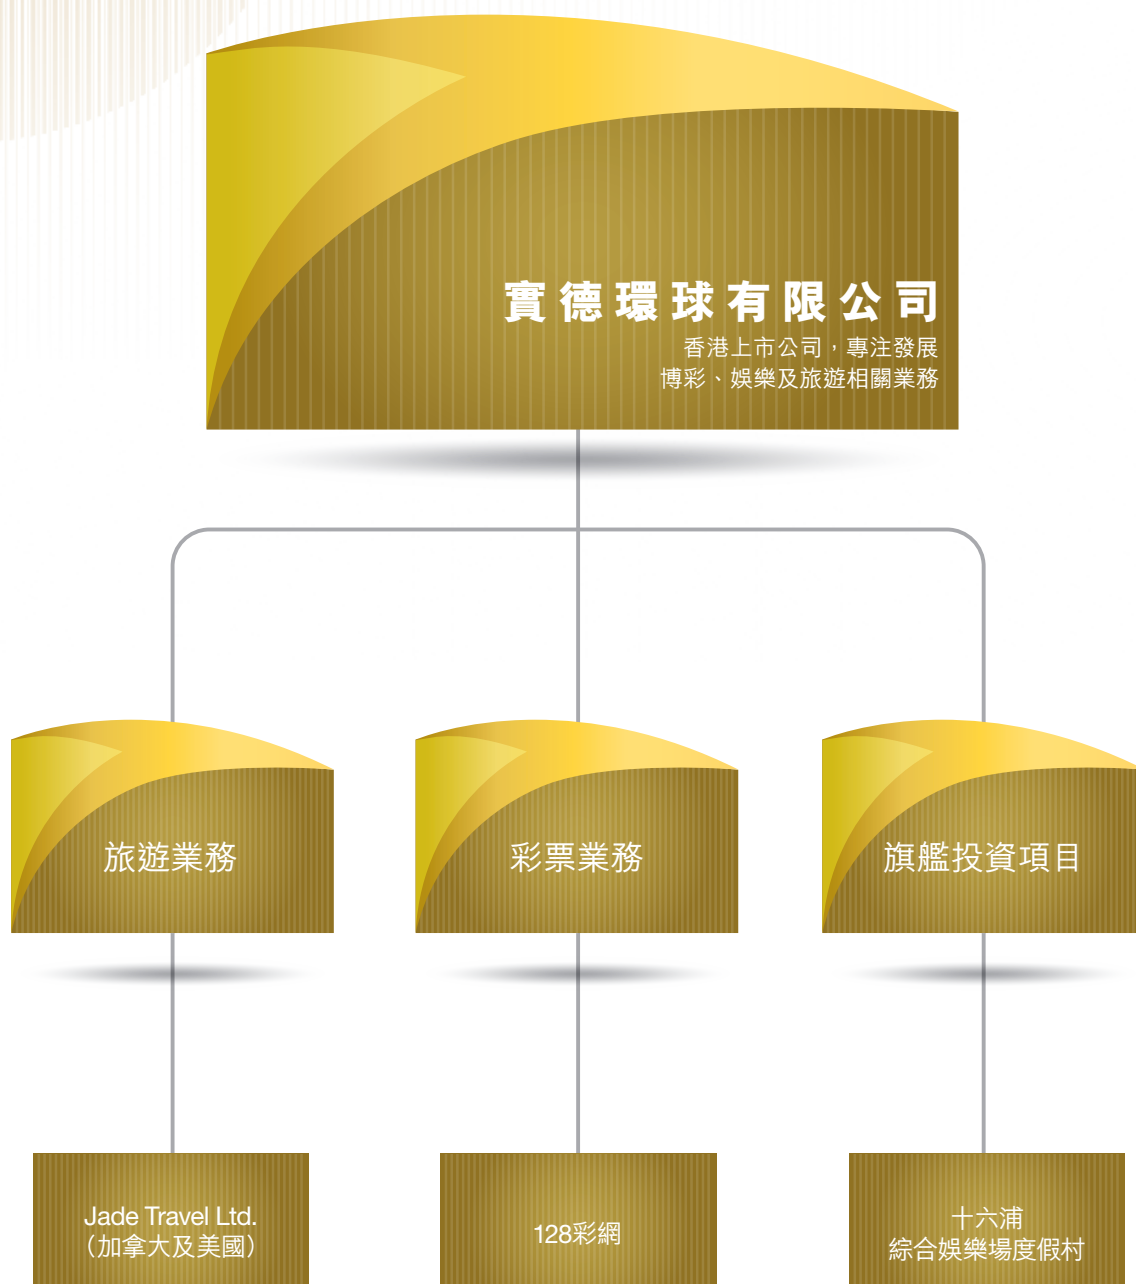 實德環球有限公司
香港上市公司，專注發展
博彩、娛樂及旅遊相關業務
旅遊業務
彩票業務
旗艦投資項目
Jade Travel Ltd.
（加拿大及美國）
128彩網
十六浦
綜合娛樂場度假村